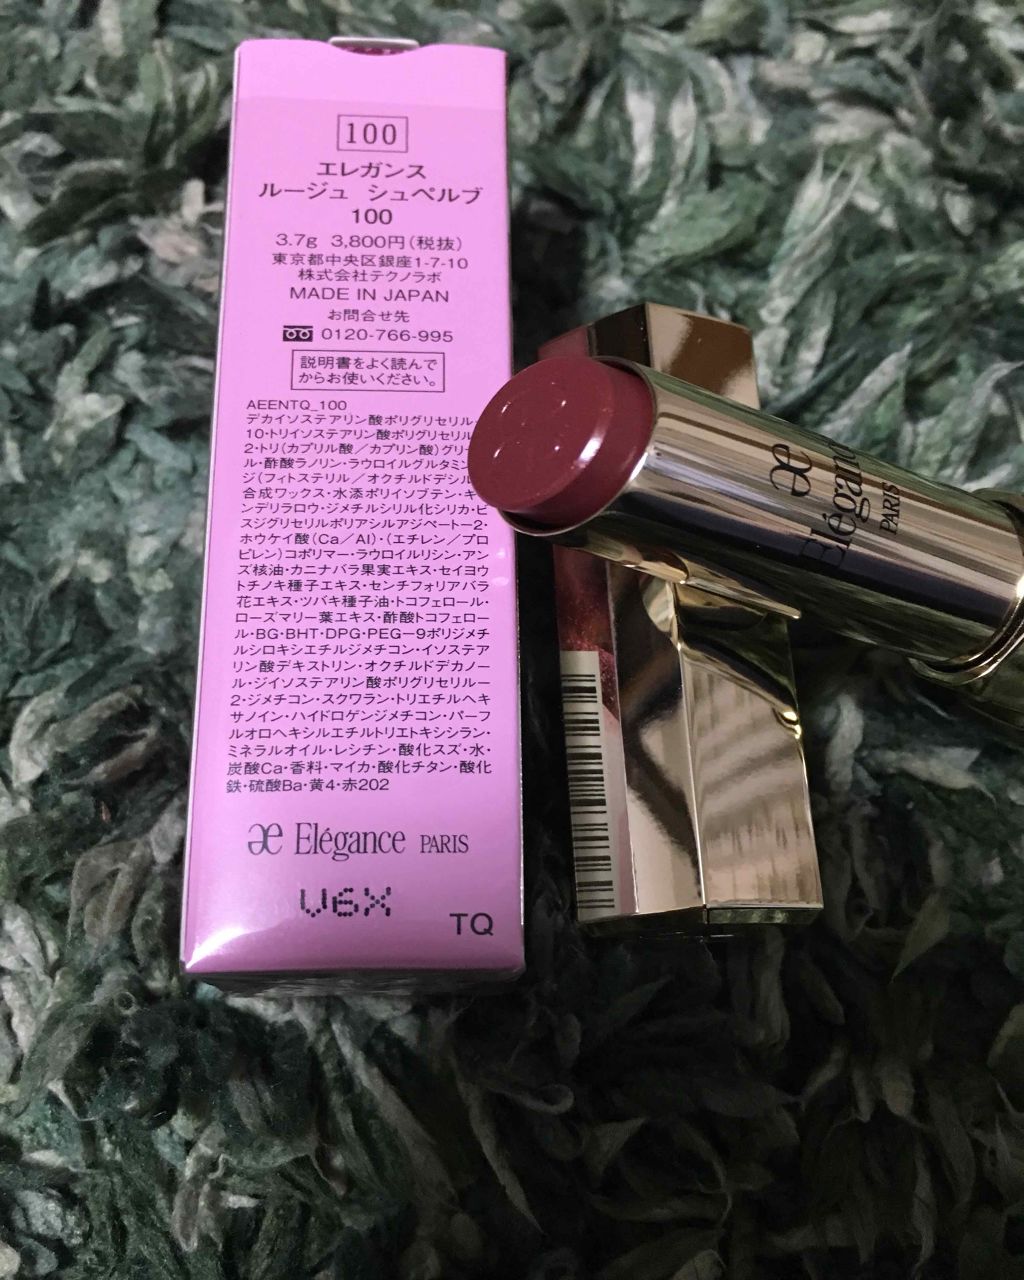 100
エレガンス
ルージュ シュペルブ
100
3.7g 3,800円(税抜)
東京都中央区銀座1-7-10
株式会社テクノラボ
MADE IN JAPAN
お問合せ先
0120-766-995
説明書をよく読んで
からお使いください。
AEENTQ_100
デカイソステアリン酸ポリグリセリル-
10・トリイソステアリン酸ポリグリセリル
2・トリ(カプリル酸/カプリン酸)グリセ
ル・酢酸ラノリン・ラウロイルグルタミン
ジ(フィトステリル/オクチルドデシル
合成ワックス・水添ポリイソブテン・キ
ンデリラロウ・ジメチルシリル化シリカ・ビ
スジグリセリルポリアシルアジペート-2・
ホウケイ酸(Ca/Al)・(エチレン/プロ
ピレン)コポリマー・ラウロイルリシン・アン
ズ核油・カニナバラ果実エキス・セイヨウ
トチノキ種子エキス・センチフォリアバラ
花エキス・ツバキ種子油・トコフェロール・
ローズマリー葉エキス・酢酸トコフェロー
ル・BG・BHT・DPG・PEG-9ポリジメチ
ルシロキシエチルジメチコン・イソステア
リン酸デキストリン・オクチルドデカノー
ル・ジイソステアリン酸ポリグリセリル-
2・ジメチコン・スクワラン・トリエチルヘキ
サノイン・ハイドロゲンジメチコン・パーフ
ルオロヘキシルエチルトリエトキシシラン・
ミネラルオイル・レシチン・酸化スズ・水・
炭酸Ca・香料・マイカ・酸化チタン・酸化
鉄・硫酸Ba・黄4・赤202
æ Elégance PARIS
V6X
TQ
æ
Elégance
PARIS